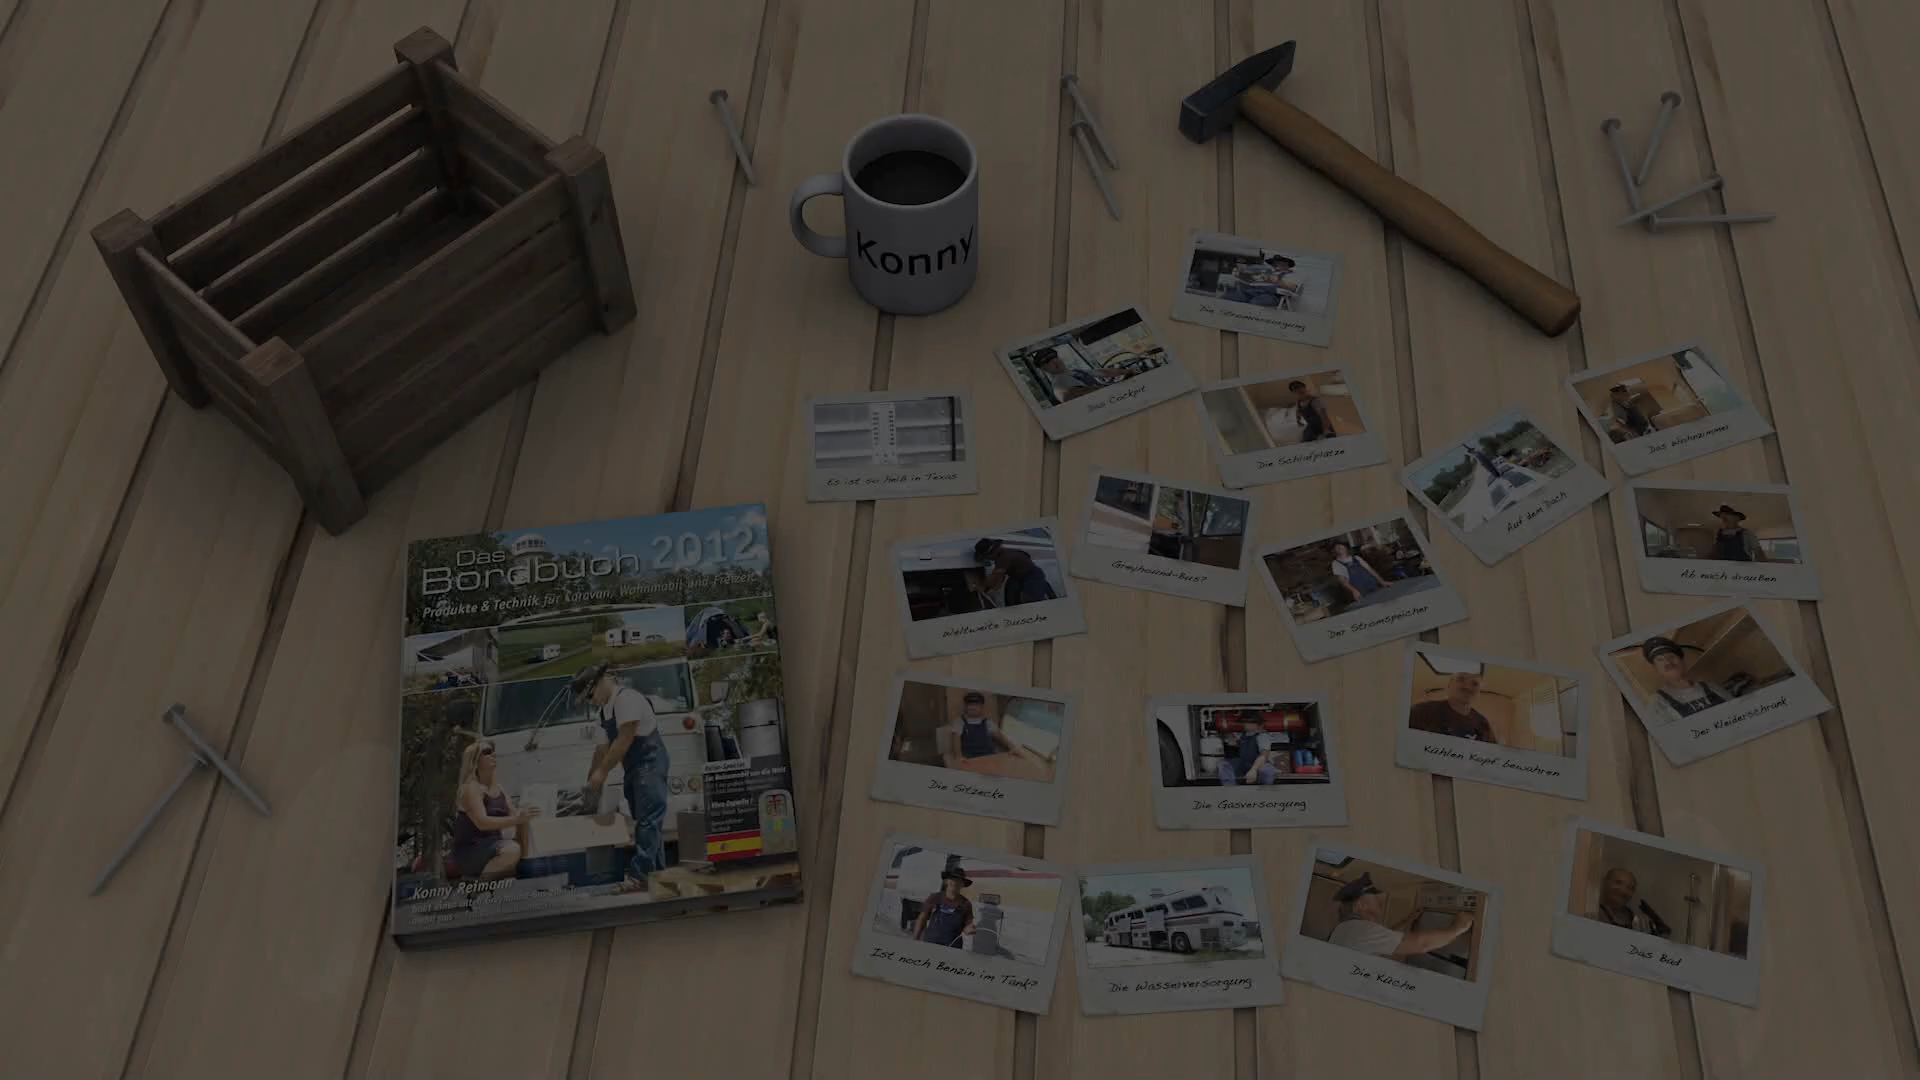 Konny
Die Stromversorgung
Das Cockpit
Es ist so heiß in Texas
Die Schlafplätze
Das Wohnzimmer
Auf dem Dach
Ab nach draußen
Greyhound-Bus?
Weltweite Dusche
Der Stromspeicher
Der Kleiderschrank
Kühlen Kopf bewahren
Die Sitzecke
Die Gasversorgung
Ist noch Benzin im Tank?
Die Wasserversorgung
Die Küche
Das Bad
Das
Bordbuch 2012
Produkte & Technik für Caravan, Wohnmobil und Freizeit
Konny Reimann